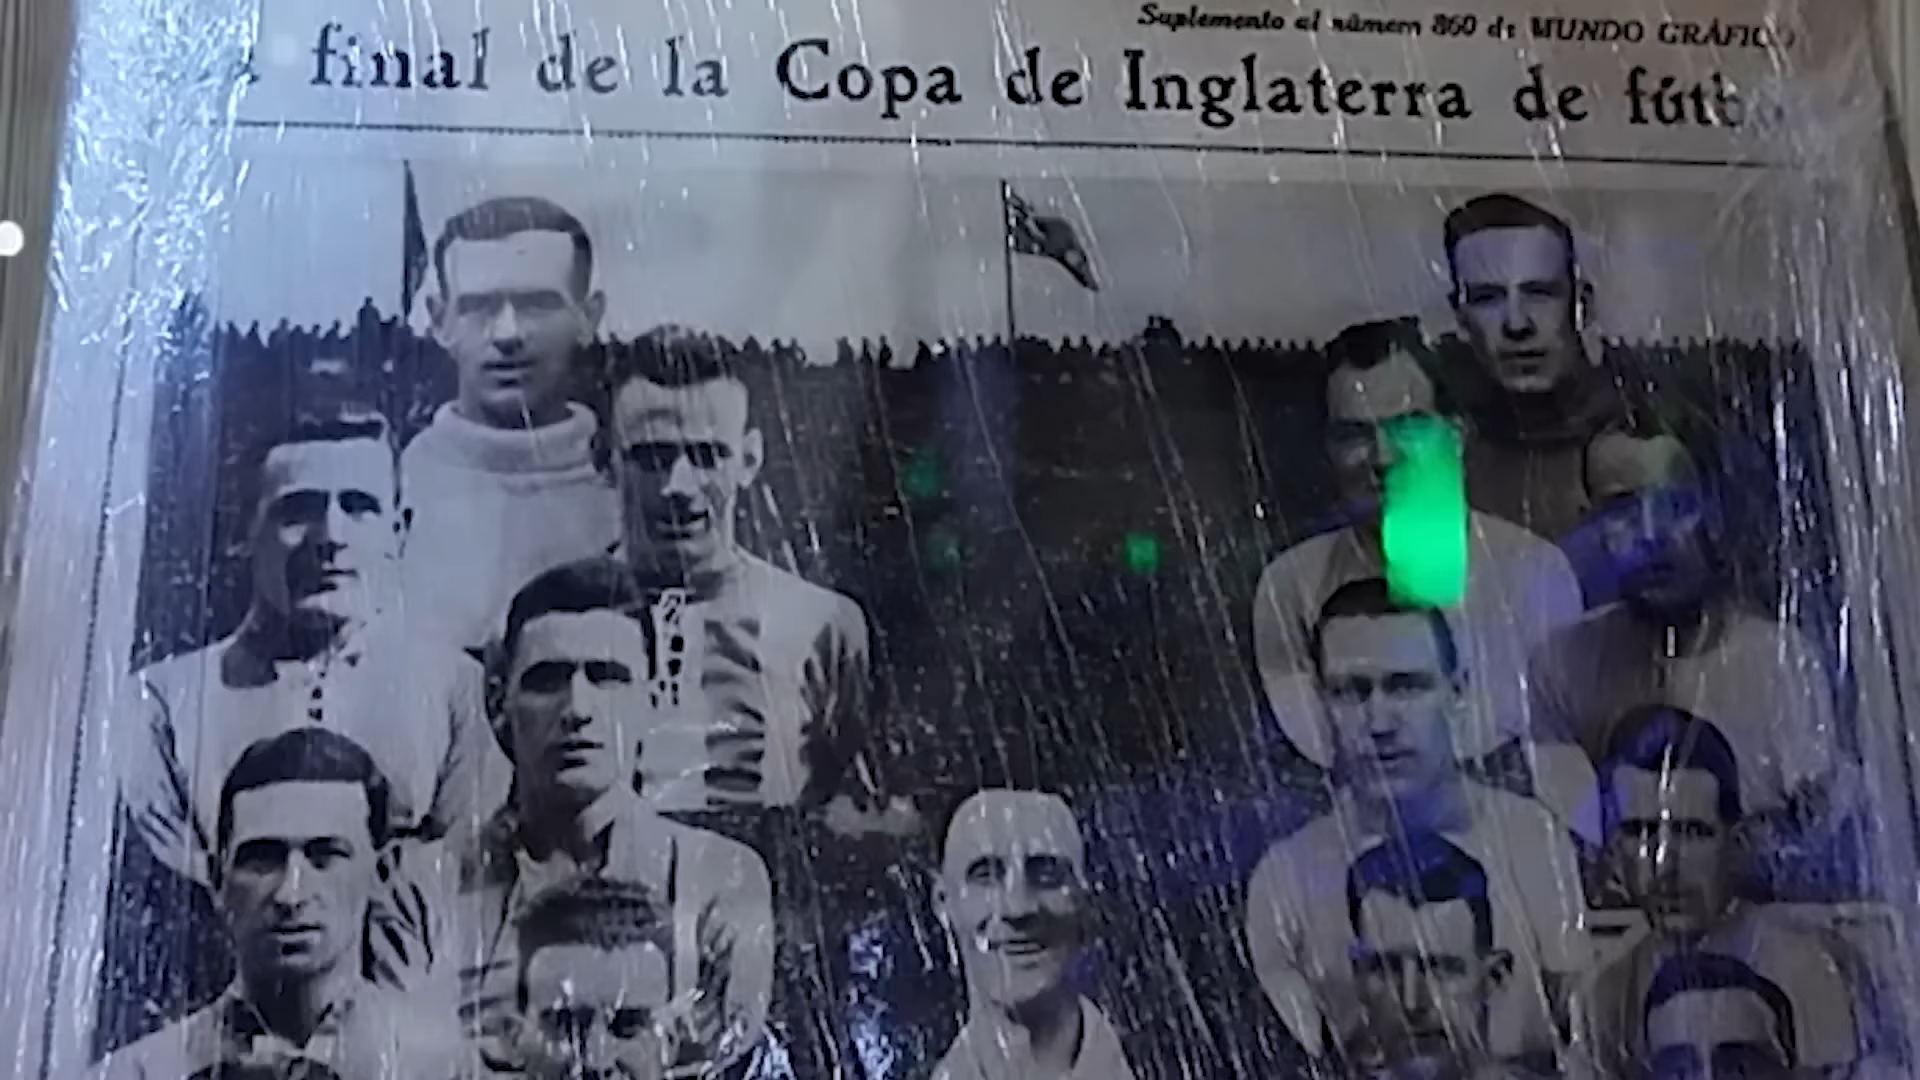 Suplemento al número 860 de MUNDO GRÁFICO
final de la Copa de Inglaterra de